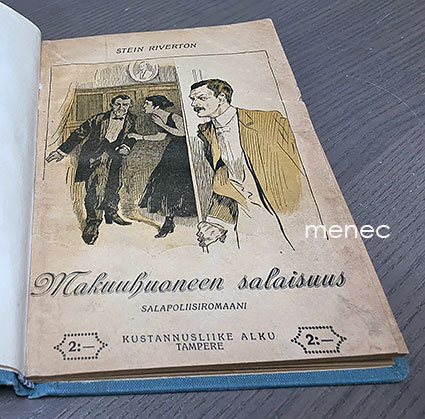 STEIN RIVERTON
menec
Makuuhuoneen salaisuus
SALAPOLIISIROMAANI
KUSTANNUSLIIKE ALKU
TAMPERE
2:—
2:—